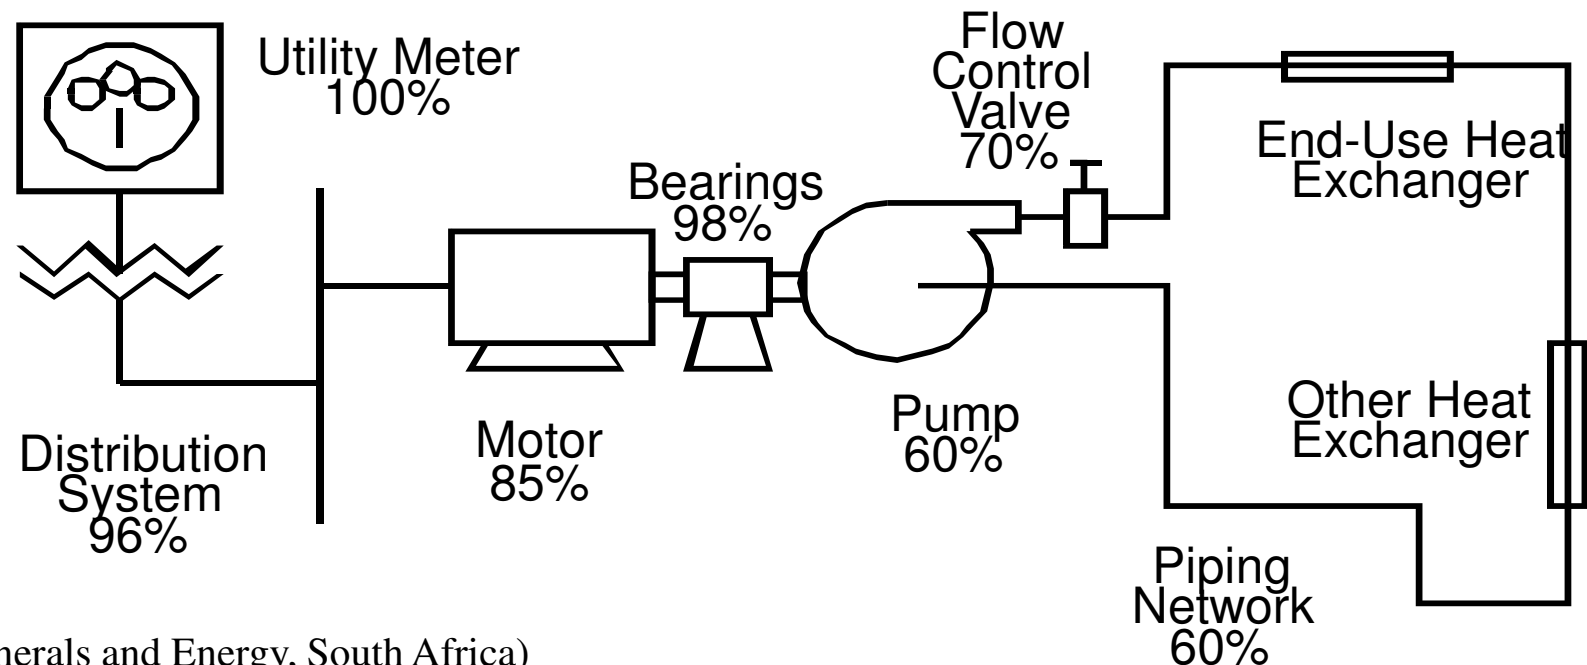 Utility Meter
100%
Flow
Control
Valve
70%
End-Use Heat
Exchanger
Bearings
98%
Distribution
System
96%
Motor
85%
Pump
60%
Other Heat
Exchanger
Piping
Network
60%
and Energy, South Africa)